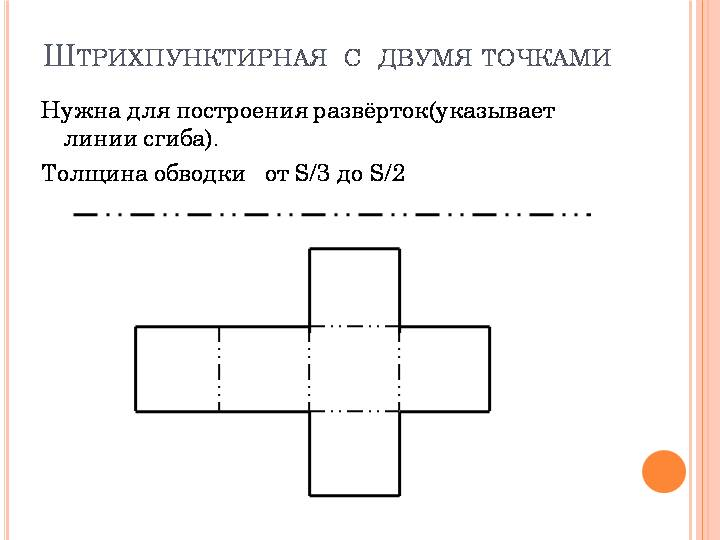 Штрихпунктирная с двумя точками
Нужна для построения развёрток(указывает
линии сгиба).
Толщина обводки от S/3 до S/2